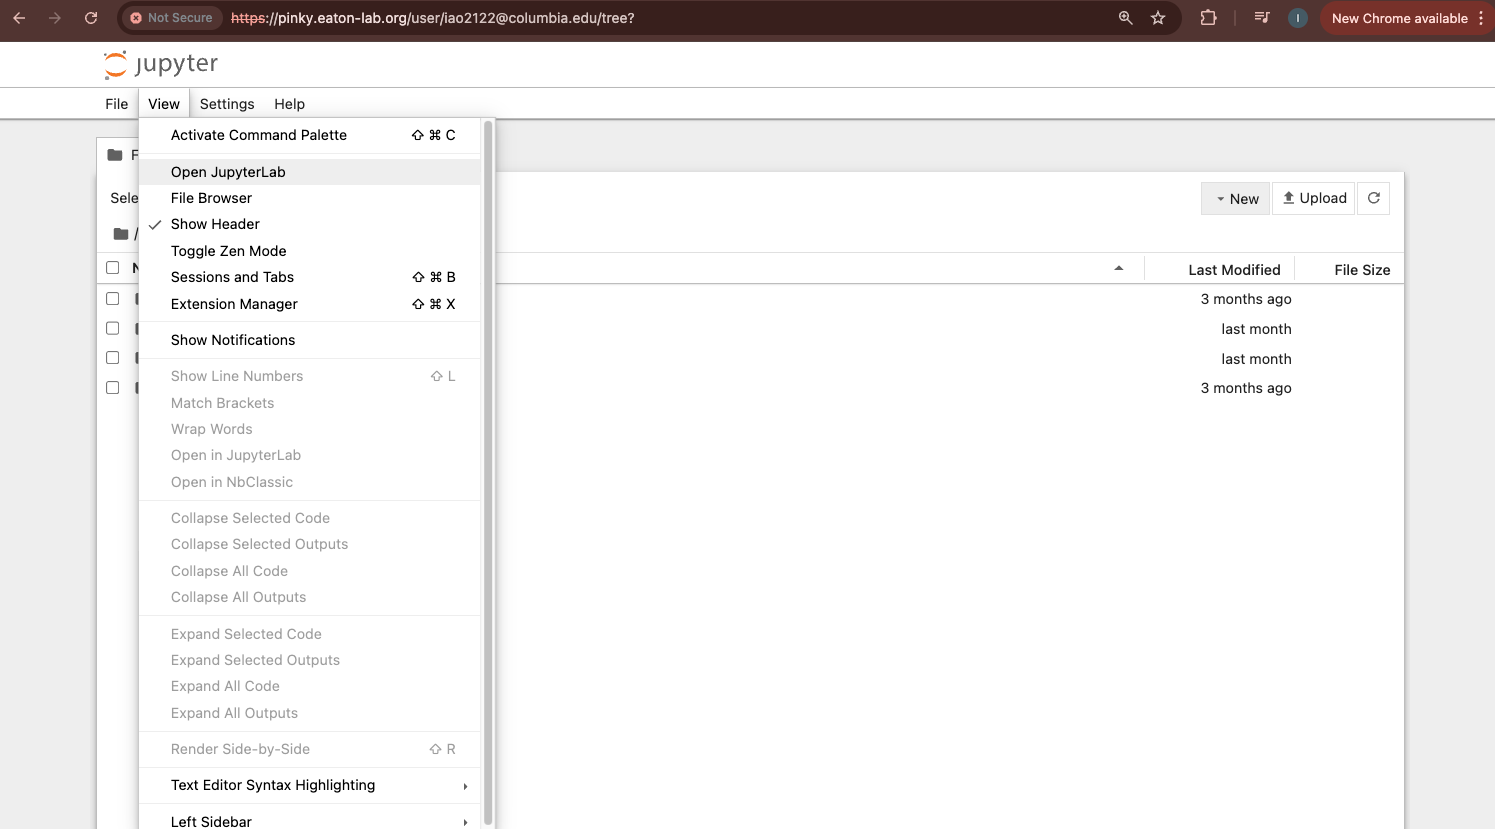 Not Secure https://pinky.eaton-lab.org/user/iao2122@columbia.edu/tree? I New Chrome available
jupyter
File View Settings Help
Activate Command Palette ⇧ ⌘ C
F
Open JupyterLab
Sele File Browser New Upload
Show Header
/
Toggle Zen Mode
N Last Modified File Size
Sessions and Tabs ⇧ ⌘ B
Extension Manager ⇧ ⌘ X
3 months ago
last month
Show Notifications
last month
Show Line Numbers ⇧ L
3 months ago
Match Brackets
Wrap Words
Open in JupyterLab
Open in NbClassic
Collapse Selected Code
Collapse Selected Outputs
Collapse All Code
Collapse All Outputs
Expand Selected Code
Expand Selected Outputs
Expand All Code
Expand All Outputs
Render Side-by-Side ⇧ R
Text Editor Syntax Highlighting
Left Sidebar